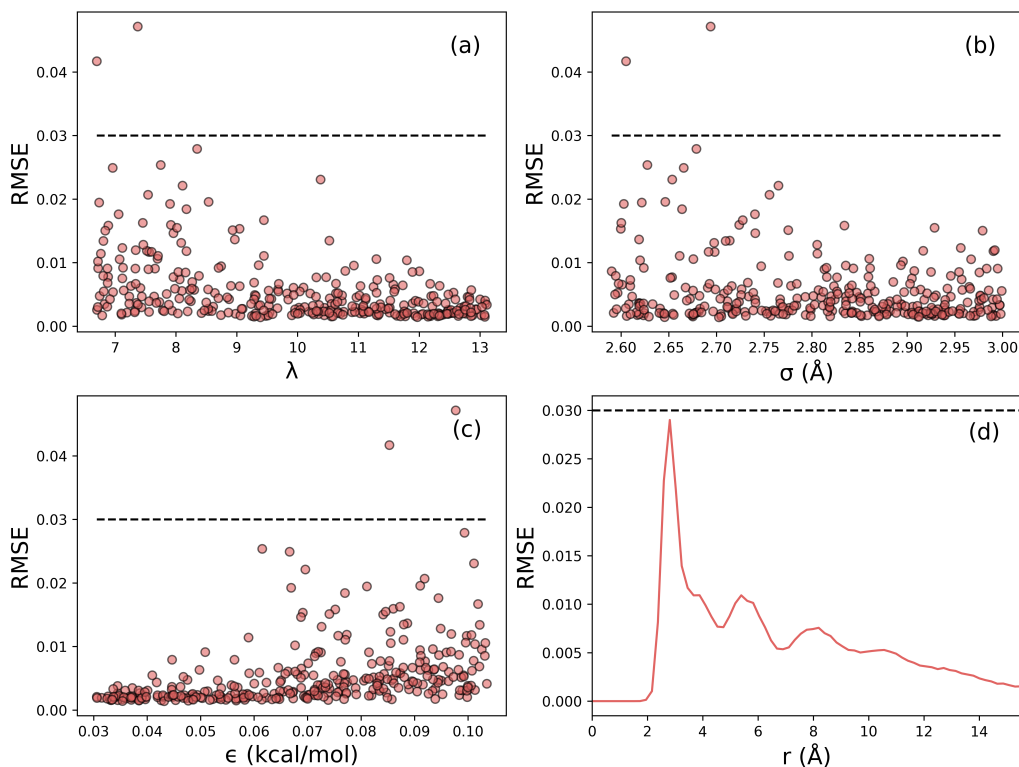 (a)
RMSE
0.04
0.03
0.02
0.01
0.00
7 8 9 10 11 12 13
λ
(b)
RMSE
0.04
0.03
0.02
0.01
0.00
2.60 2.65 2.70 2.75 2.80 2.85 2.90 2.95 3.00
σ (Å)
(c)
RMSE
0.04
0.03
0.02
0.01
0.00
0.03 0.04 0.05 0.06 0.07 0.08 0.09 0.10
ϵ (kcal/mol)
(d)
RMSE
0.030
0.025
0.020
0.015
0.010
0.005
0.000
0 2 4 6 8 10 12 14
r (Å)